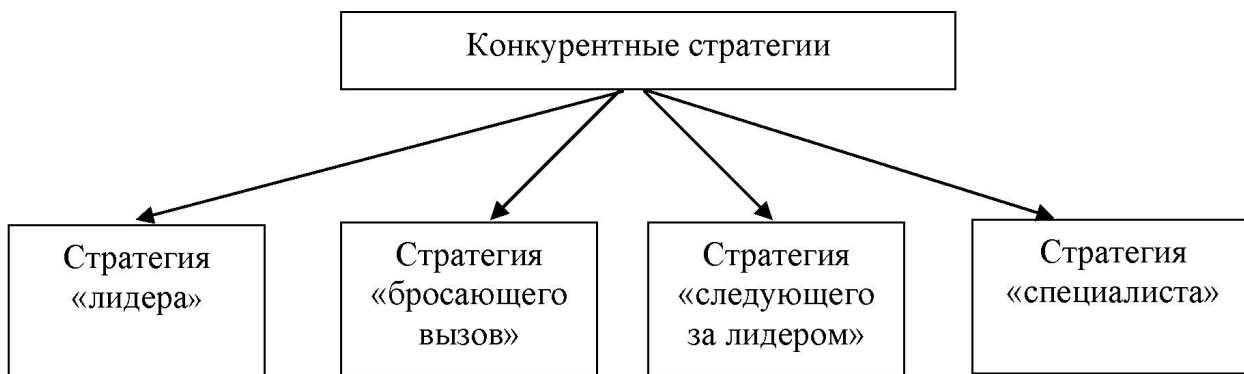 Конкурентные стратегии
Стратегия
«лидера»
Стратегия
«бросающего
вызов»
Стратегия
«следующего
за лидером»
Стратегия
«специалиста»